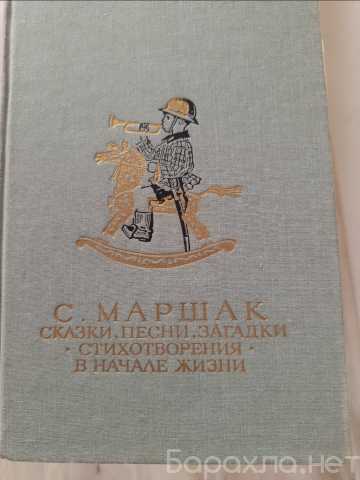 С. МАРШАК
СКАЗКИ, ПЕСНИ, ЗАГАДКИ
· СТИХОТВОРЕНИЯ ·
В НАЧАЛЕ ЖИЗНИ
Барахла.нет